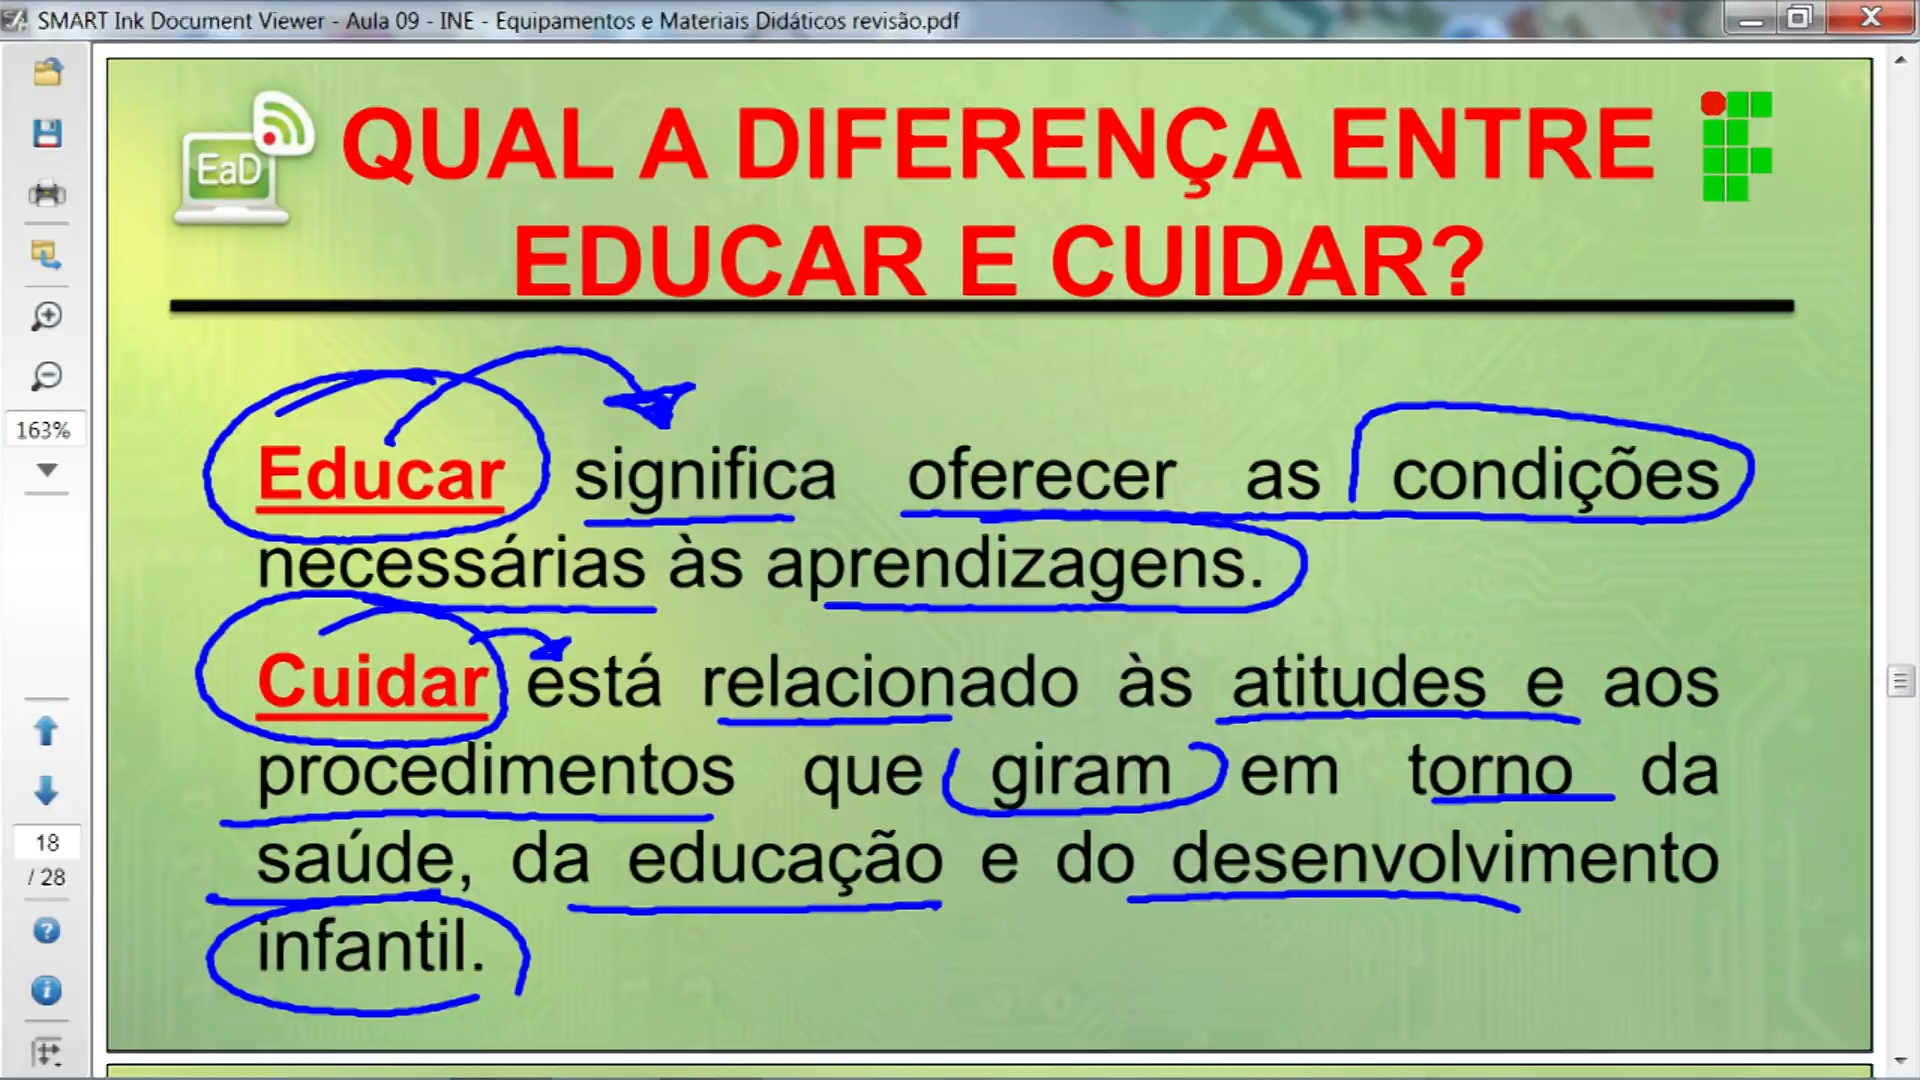 SMART Ink Document Viewer - Aula 09 - INE - Equipamentos e Materiais Didáticos revisão.pdf
EaD
QUAL A DIFERENÇA ENTRE
EDUCAR E CUIDAR?
163%
Educar significa oferecer as condições
necessárias às aprendizagens.
Cuidar está relacionado às atitudes e aos
procedimentos que giram em torno da
saúde, da educação e do desenvolvimento
infantil.
18
/ 28